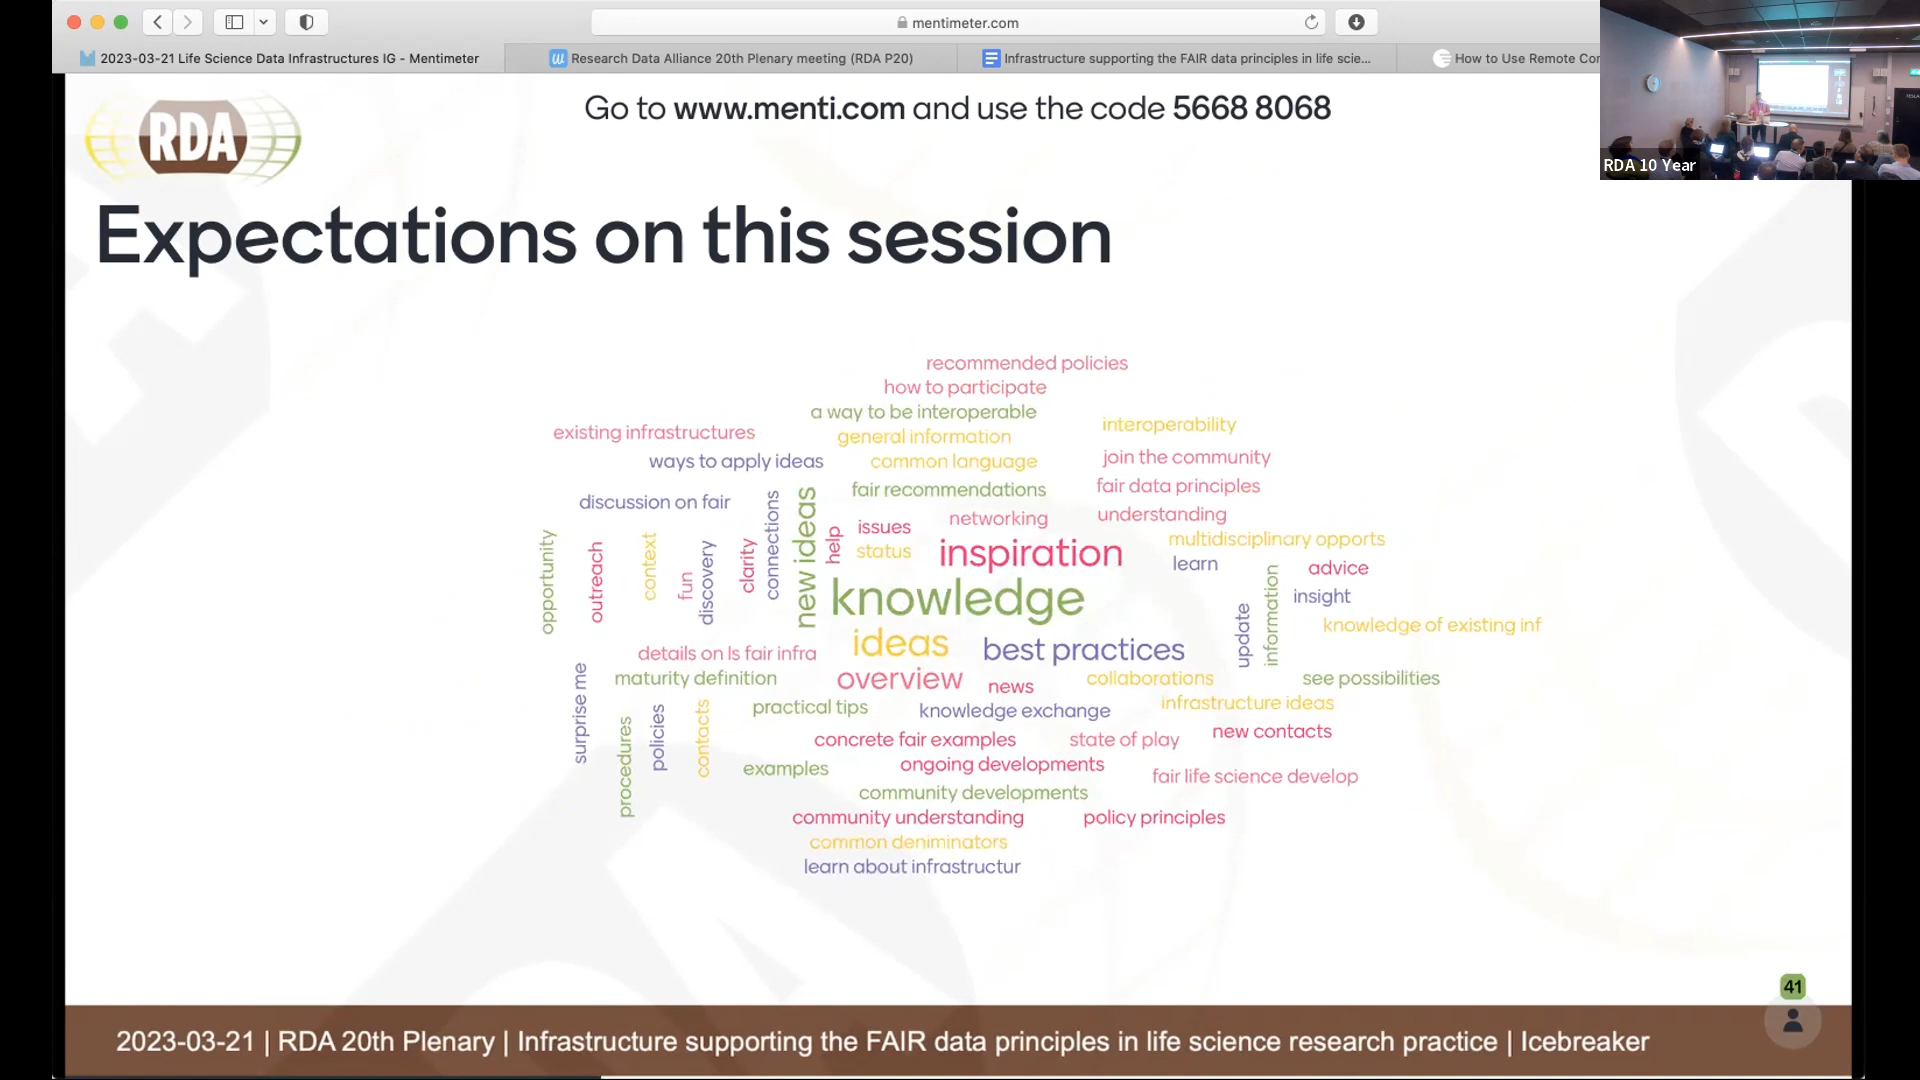 mentimeter.com
2023-03-21 Life Science Data Infrastructures IG - Mentimeter
Research Data Alliance 20th Plenary meeting (RDA P20)
Infrastructure supporting the FAIR data principles in life scie...
How to Use Remote Cor
RDA 10 Year
RDA
Go to www.menti.com and use the code 5668 8068
Expectations on this session
recommended policies
how to participate
a way to be interoperable
interoperability
existing infrastructures
general information
ways to apply ideas
common language
join the community
discussion on fair
fair recommendations
fair data principles
connections
new ideas
issues
networking
understanding
help
status
inspiration
multidisciplinary opports
opportunity
outreach
context
fun
discovery
clarity
learn
advice
knowledge
insight
update
information
knowledge of existing inf
ideas
best practices
details on ls fair infra
maturity definition
overview
news
collaborations
see possibilities
surprise me
procedures
policies
contacts
practical tips
knowledge exchange
infrastructure ideas
concrete fair examples
state of play
new contacts
examples
ongoing developments
fair life science develop
community developments
community understanding
policy principles
common deniminators
learn about infrastructur
41
2023-03-21 | RDA 20th Plenary | Infrastructure supporting the FAIR data principles in life science research practice | Icebreaker